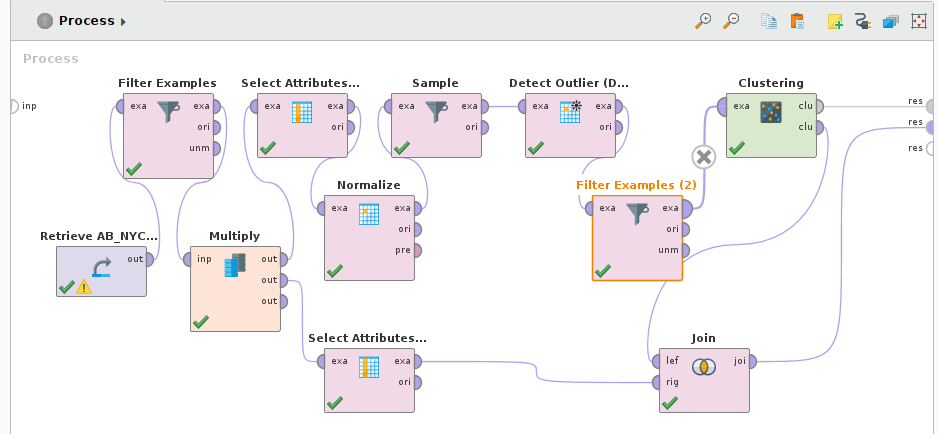 Process
Process
inp
res
res
res
Filter Examples
exa exa
ori
unm
Select Attributes...
exa exa
ori
Sample
exa exa
ori
Detect Outlier (D...
exa exa
ori
Clustering
exa clu
clu
Normalize
exa exa
ori
pre
Filter Examples (2)
exa exa
ori
unm
Retrieve AB_NYC...
out
Multiply
inp out
out
out
Select Attributes...
exa exa
ori
Join
lef joi
rig